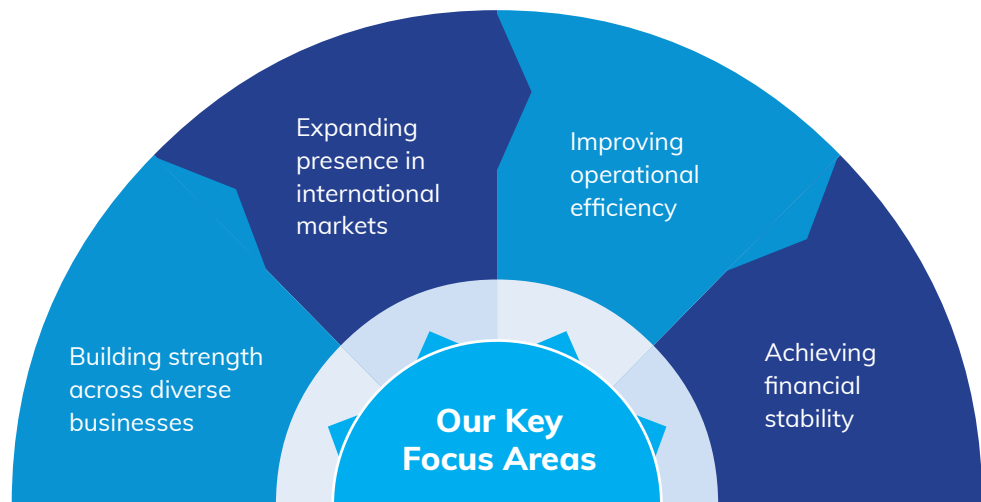 Expanding
presence in
international
markets
Improving
operational
efficiency
Building strength
across diverse
businesses
Achieving
financial
stability
Our Key
Focus Areas